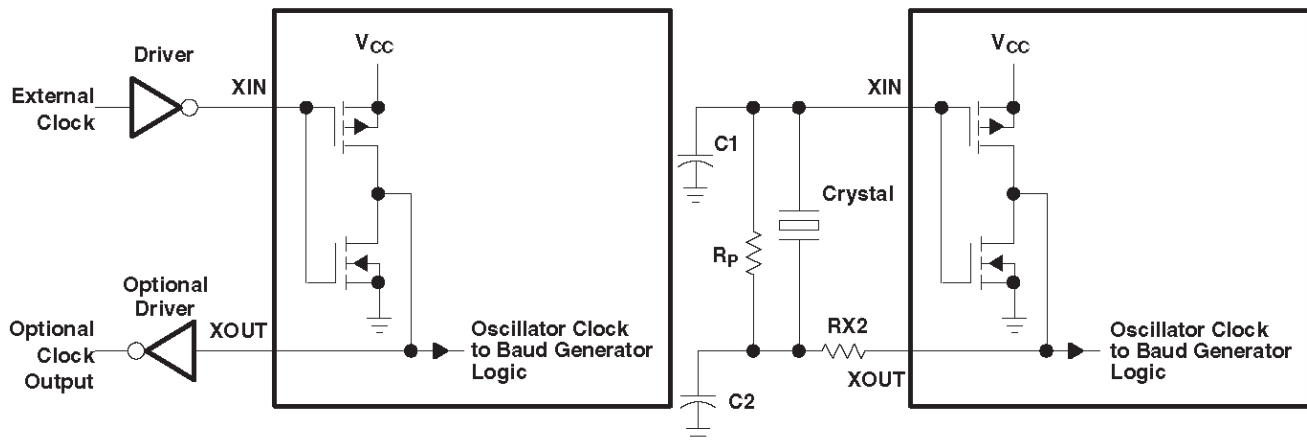 Driver
External
Clock
XIN
VCC
Optional
Driver
Optional
Clock
Output
XOUT
Oscillator Clock
to Baud Generator
Logic
C1
Crystal
RP
RX2
C2
XIN
VCC
XOUT
Oscillator Clock
to Baud Generator
Logic